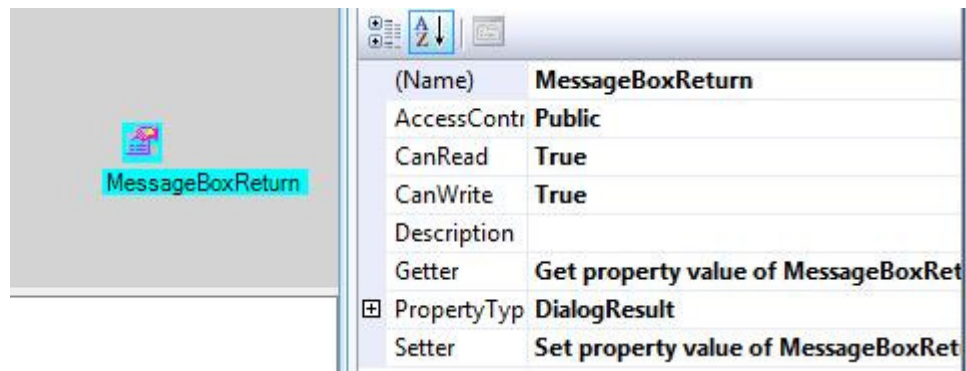 MessageBoxReturn
(Name) MessageBoxReturn
AccessContr Public
CanRead True
CanWrite True
Description
Getter Get property value of MessageBoxRet
PropertyTyp DialogResult
Setter Set property value of MessageBoxRet